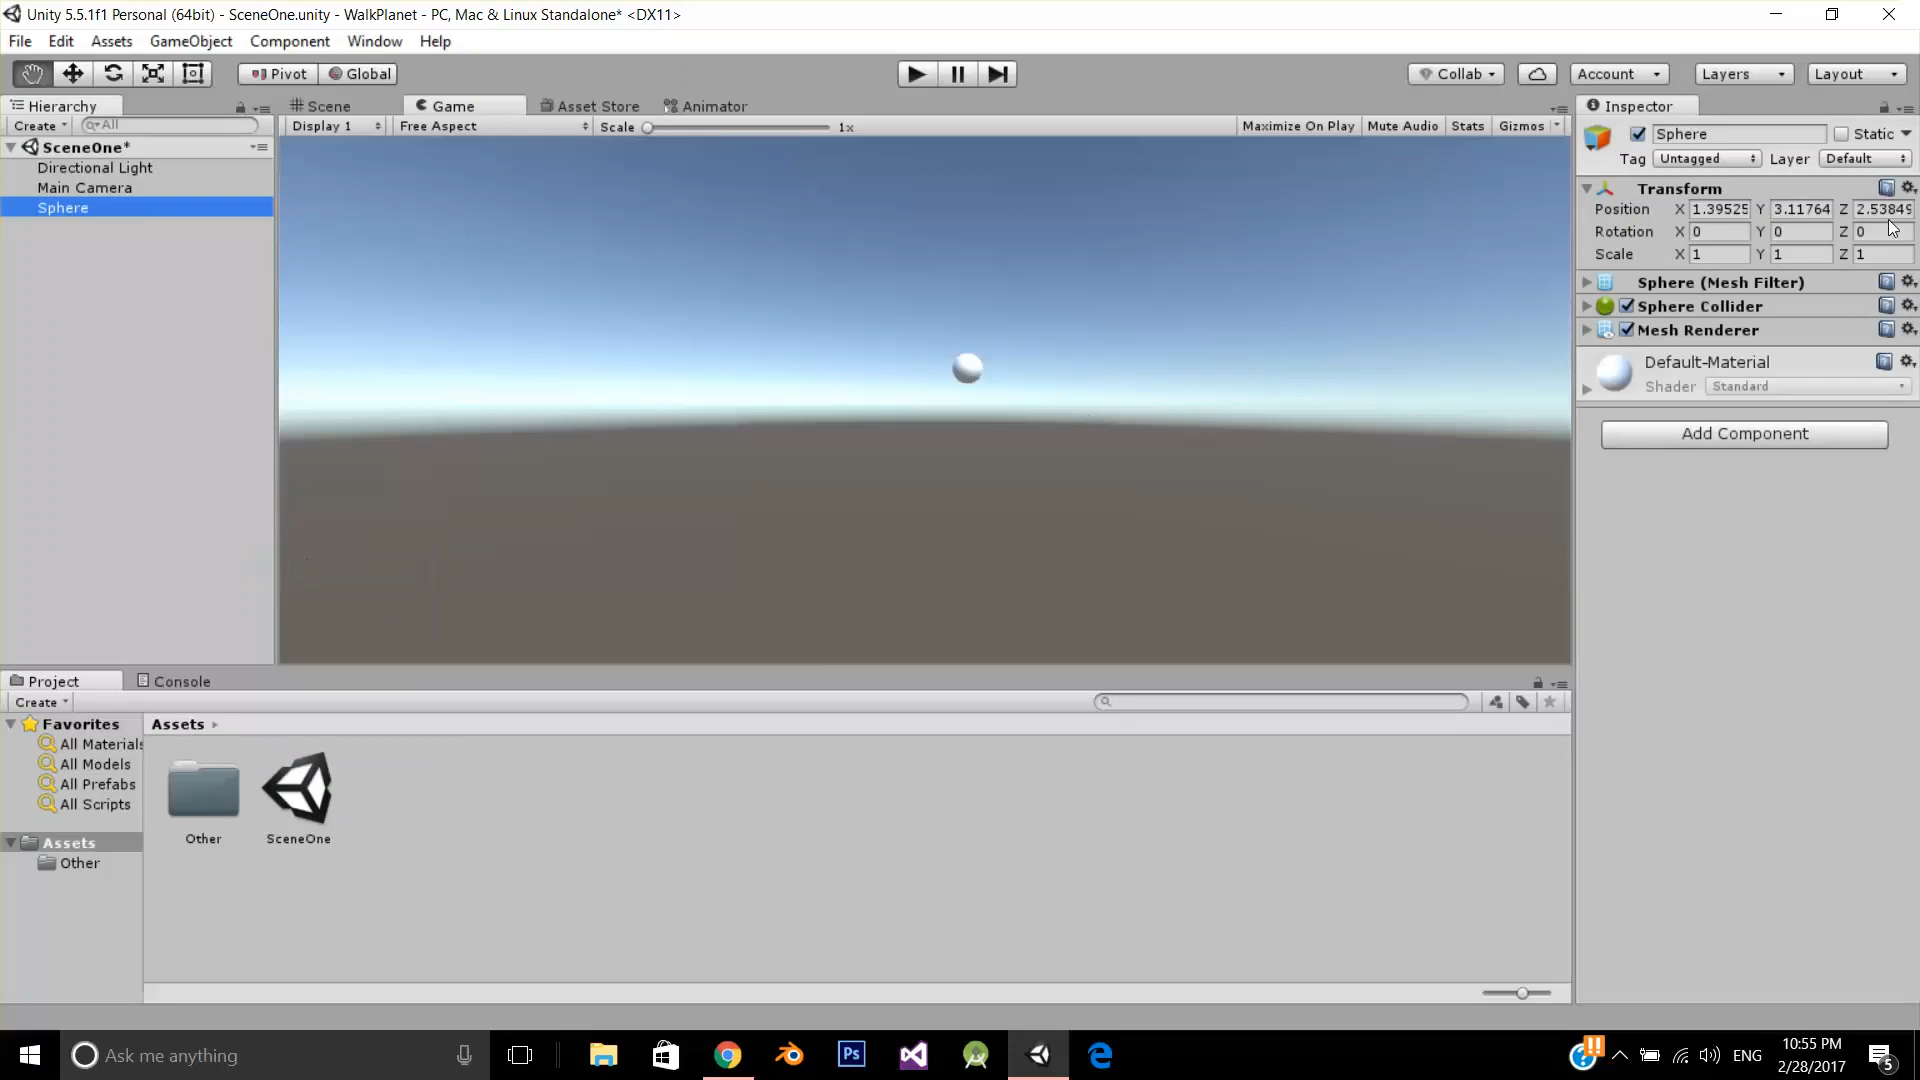 Unity 5.5.1f1 Personal (64bit) - SceneOne.unity - WalkPlanet - PC, Mac & Linux Standalone* <DX11>
File Edit Assets GameObject Component Window Help
Pivot Global Collab Account Layers Layout
Hierarchy
Create All
SceneOne*
Directional Light
Main Camera
Sphere
Scene Game Asset Store Animator
Display 1 Free Aspect Scale 1x Maximize On Play Mute Audio Stats Gizmos
Inspector
Sphere Static
Tag Untagged Layer Default
Transform
Position X 1.39525 Y 3.11764 Z 2.53849
Rotation X 0 Y 0 Z 0
Scale X 1 Y 1 Z 1
Sphere (Mesh Filter)
Sphere Collider
Mesh Renderer
Default-Material
Shader Standard
Add Component
Project Console
Create
Favorites
All Materials
All Models
All Prefabs
All Scripts
Assets
Other
Assets
Other SceneOne
Ask me anything
Ps
ENG
10:55 PM
2/28/2017
5